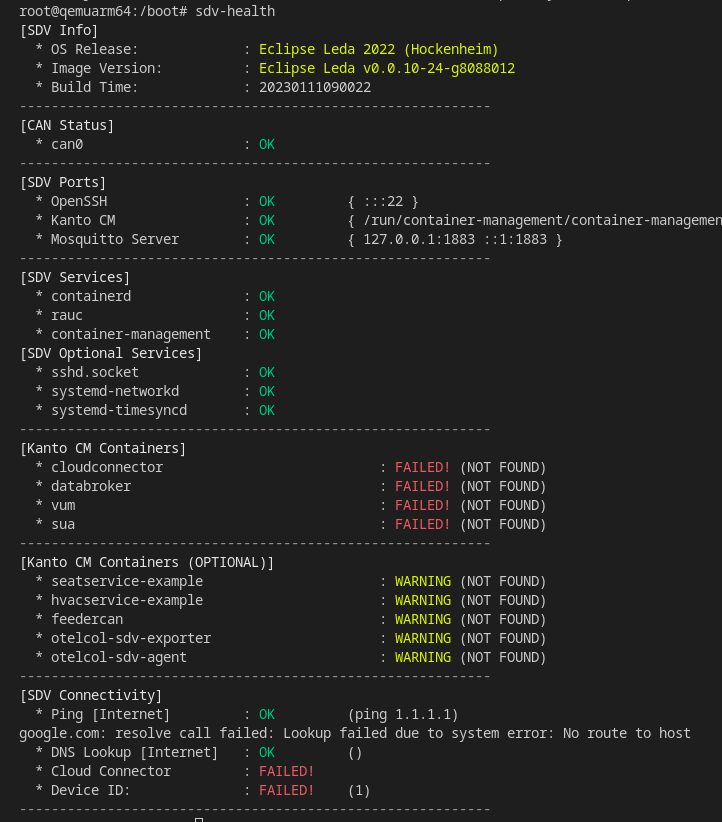 root@qemuarm64:/boot# sdv-health
[SDV Info]
* OS Release: : Eclipse Leda 2022 (Hockenheim)
* Image Version: : Eclipse Leda v0.0.10-24-g8088012
* Build Time: : 20230111090022
-----------------------------------------------------------
[CAN Status]
* can0 : OK
-----------------------------------------------------------
[SDV Ports]
* OpenSSH : OK { :::22 }
* Kanto CM : OK { /run/container-management/container-managemen
* Mosquitto Server : OK { 127.0.0.1:1883 ::1:1883 }
-----------------------------------------------------------
[SDV Services]
* containerd : OK
* rauc : OK
* container-management : OK
[SDV Optional Services]
* sshd.socket : OK
* systemd-networkd : OK
* systemd-timesyncd : OK
-----------------------------------------------------------
[Kanto CM Containers]
* cloudconnector : FAILED! (NOT FOUND)
* databroker : FAILED! (NOT FOUND)
* vum : FAILED! (NOT FOUND)
* sua : FAILED! (NOT FOUND)
-----------------------------------------------------------
[Kanto CM Containers (OPTIONAL)]
* seatservice-example : WARNING (NOT FOUND)
* hvacservice-example : WARNING (NOT FOUND)
* feedercan : WARNING (NOT FOUND)
* otelcol-sdv-exporter : WARNING (NOT FOUND)
* otelcol-sdv-agent : WARNING (NOT FOUND)
-----------------------------------------------------------
[SDV Connectivity]
* Ping [Internet] : OK (ping 1.1.1.1)
google.com: resolve call failed: Lookup failed due to system error: No route to host
* DNS Lookup [Internet] : OK ()
* Cloud Connector : FAILED!
* Device ID: : FAILED! (1)
-----------------------------------------------------------